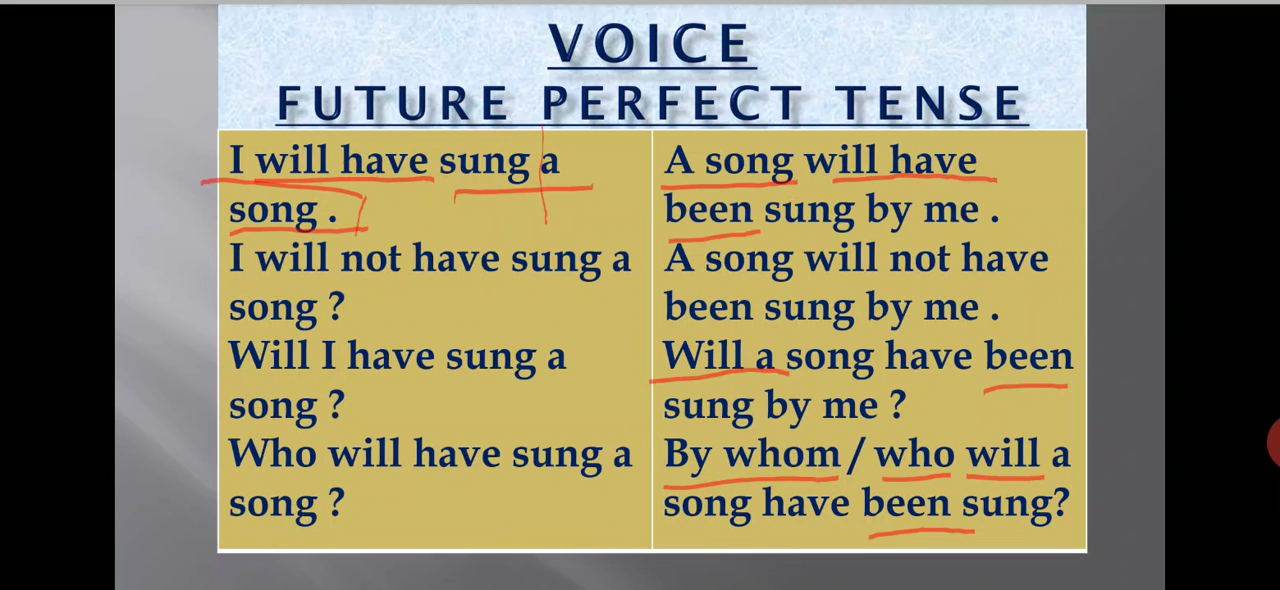 VOICE
FUTURE PERFECT TENSE
I will have sung a
song .
I will not have sung a
song ?
Will I have sung a
song ?
Who will have sung a
song ?
A song will have
been sung by me .
A song will not have
been sung by me .
Will a song have been
sung by me ?
By whom / who will a
song have been sung?